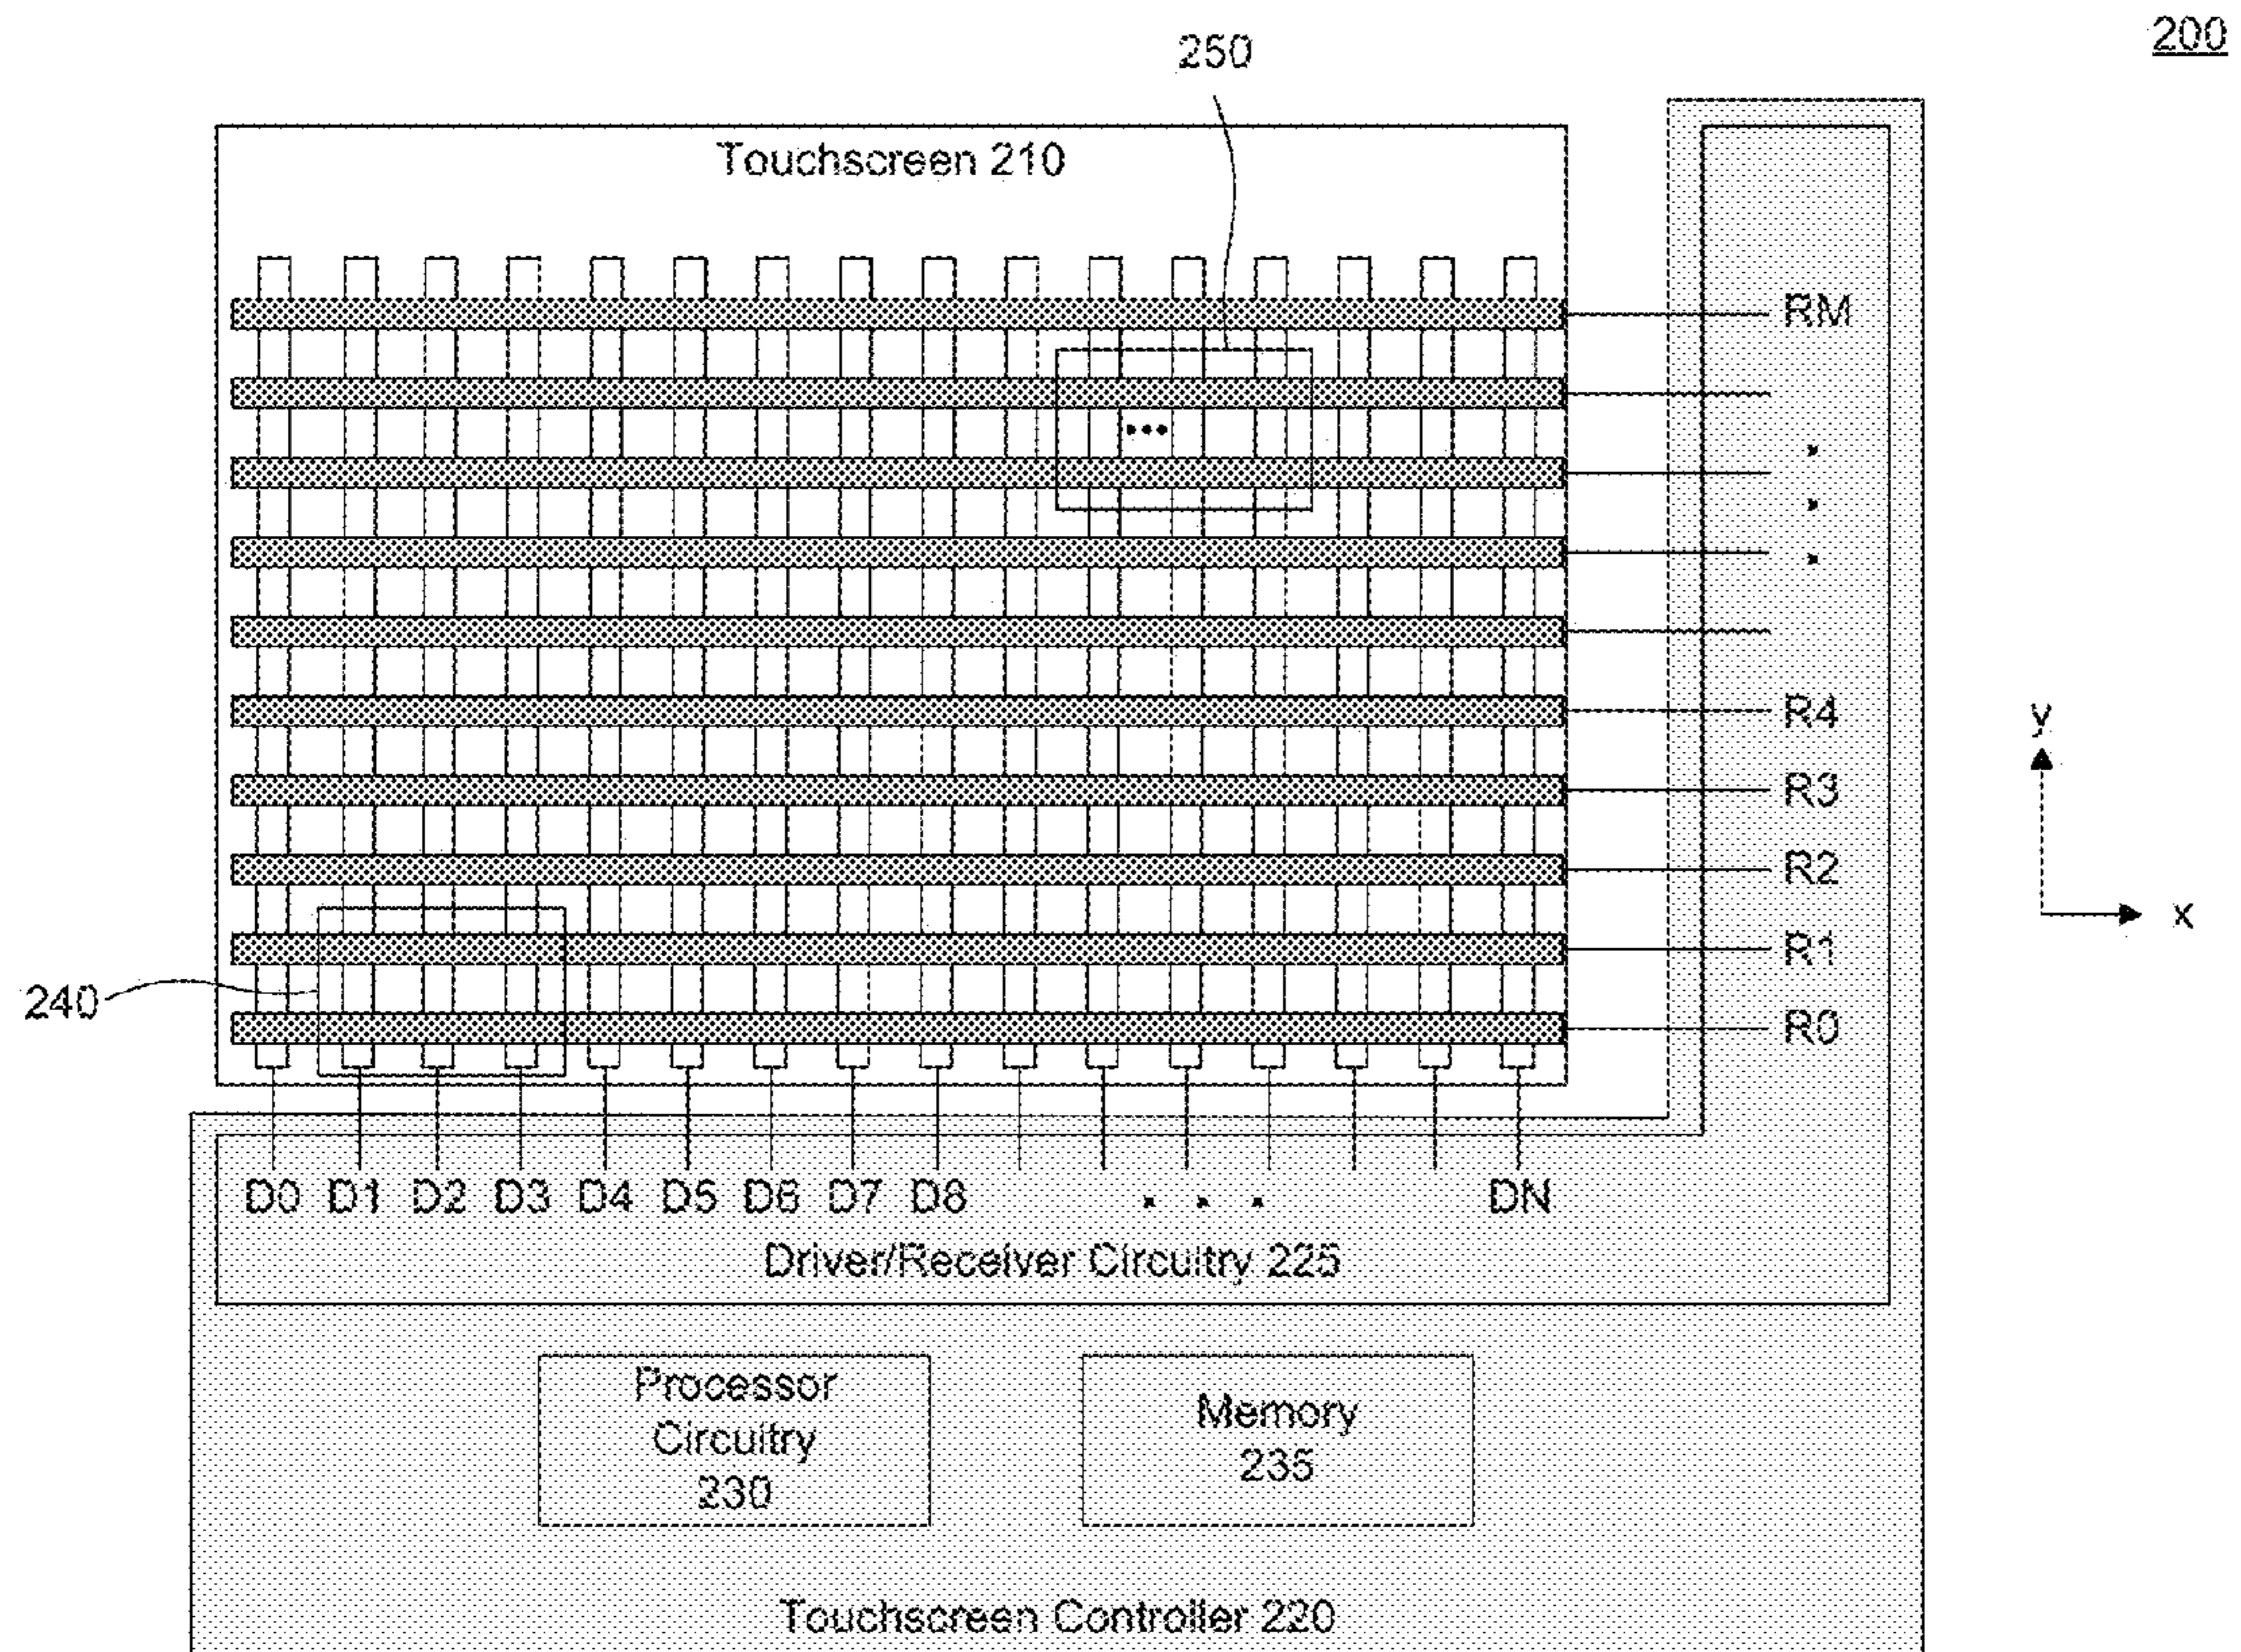 200
250
Touchscreen 210
RM
R4
R3
R2
R1
R0
y
x
240
D0 D1 D2 D3 D4 D5 D6 D7 D8 . . . DN
Driver/Receiver Circuitry 225
Processor
Circuitry
230
Memory
235
Touchscreen Controller 220